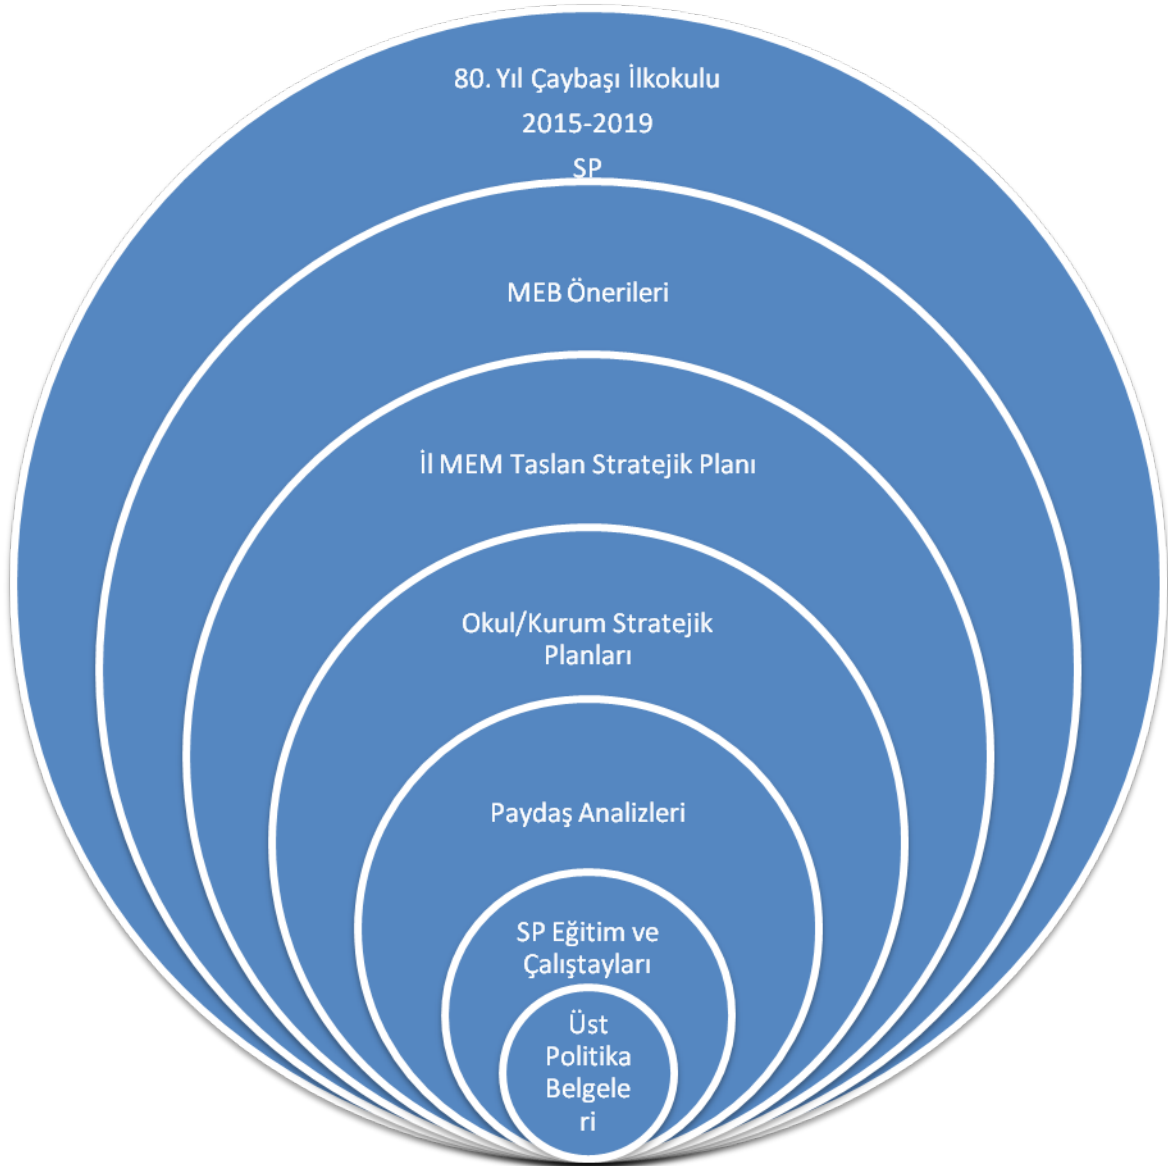 80. Yıl Çaybaşı İlkokulu
2015-2019
SP
MEB Önerileri
İl MEM Taslan Stratejik Planı
Okul/Kurum Stratejik
Planları
Paydaş Analizleri
SP Eğitim ve
Çalıştayları
Üst
Politika
Belgele
ri